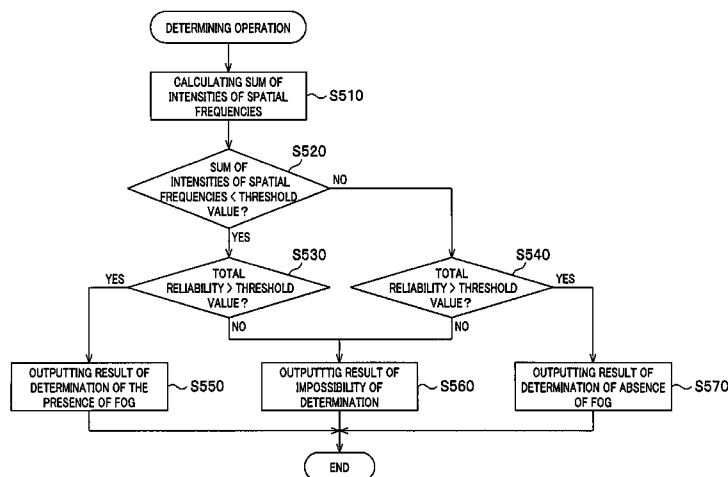 DETERMINING OPERATION
CALCULATING SUM OF
INTENSITIES OF SPATIAL
FREQUENCIES
S510
SUM OF
INTENSITIES OF SPATIAL
FREQUENCIES < THRESHOLD
VALUE?
S520
NO
YES
TOTAL
RELIABILITY > THRESHOLD
VALUE?
S530
YES
NO
TOTAL
RELIABILITY > THRESHOLD
VALUE?
S540
YES
NO
OUTPUTTING RESULT OF
DETERMINATION OF THE
PRESENCE OF FOG
S550
OUTPUTTTIG RESULT OF
IMPOSSIBILITY OF
DETERMINATION
S560
OUTPUTTING RESULT OF
DETERMINATION OF ABSENCE
OF FOG
S570
END